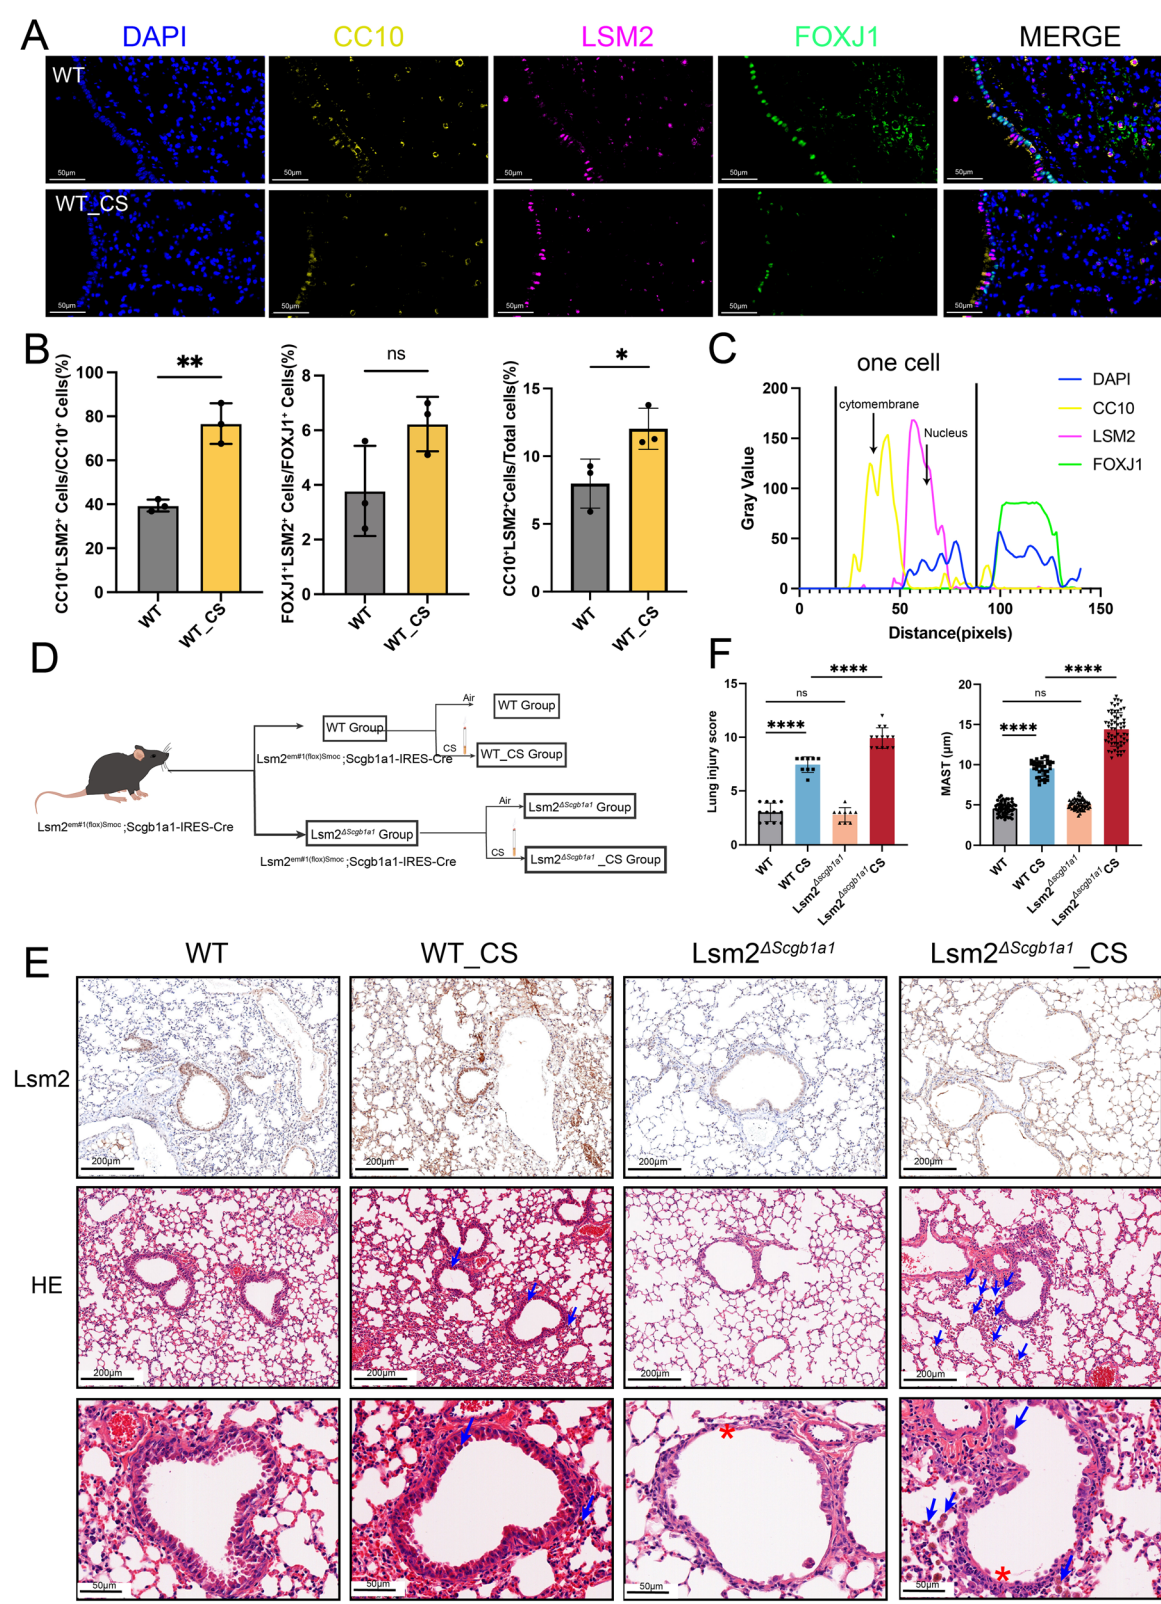 A
DAPI CC10 LSM2 FOXJ1 MERGE
WT
50µm 50µm 50µm 50µm 50µm
WT_CS
50µm 50µm 50µm 50µm 50µm
B
CC10⁺LSM2⁺ Cells/CC10⁺ Cells(%)
100
80
60
40
20
0
**
WT
WT_CS
FOXJ1⁺LSM2⁺ Cells/FOXJ1⁺ Cells(%)
8
6
4
2
0
ns
WT
WT_CS
CC10⁺LSM2⁺Cells/Total cells(%)
15
10
5
0
*
WT
WT_CS
C
one cell
cytomembrane
Nucleus
Gray Value
200
150
100
50
0
0 50 100 150
Distance(pixels)
DAPI
CC10
LSM2
FOXJ1
D
Lsm2em#1(flox)Smoc;Scgb1a1-IRES-Cre
WT Group
Lsm2em#1(flox)Smoc;Scgb1a1-IRES-Cre
Air
WT Group
CS
WT_CS Group
Lsm2ΔScgb1a1 Group
Lsm2em#1(flox)Smoc;Scgb1a1-IRES-Cre
Air
Lsm2ΔScgb1a1 Group
CS
Lsm2ΔScgb1a1_CS Group
F
Lung injury score
15
10
5
0
****
ns
****
WT
WT CS
Lsm2Δscgb1a1
Lsm2Δscgb1a1CS
MAST (µm)
20
15
10
5
0
****
ns
****
WT
WT CS
Lsm2Δscgb1a1
Lsm2Δscgb1a1CS
E
WT WT_CS Lsm2ΔScgb1a1 Lsm2ΔScgb1a1_CS
Lsm2
200µm 200µm 200µm 200µm
HE
200µm 200µm 200µm 200µm
*
*
50µm 50µm 50µm 50µm